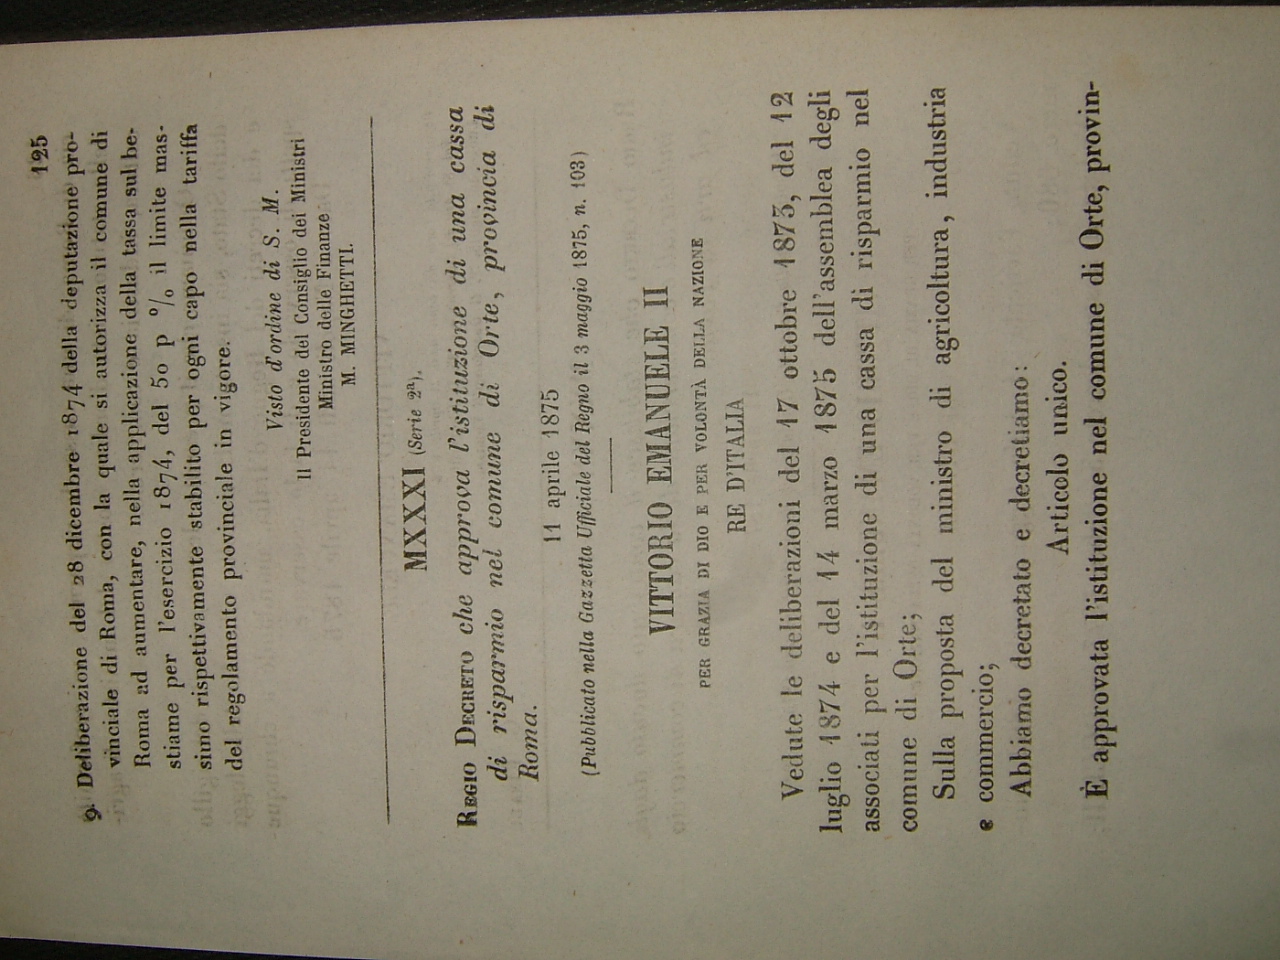 125
9. Deliberazione del 28 dicembre 1874 della deputazione pro-
vinciale di Roma, con la quale si autorizza il comune di
Roma ad aumentare, nella applicazione della tassa sul be-
stiame per l'esercizio 1874, del 50 p % il limite mas-
simo rispettivamente stabilito per ogni capo nella tariffa
del regolamento provinciale in vigore.
Visto d'ordine di S. M.
Il Presidente del Consiglio dei Ministri
Ministro delle Finanze
M. MINGHETTI.
MXXXI (Serie 2ª).
REGIO DECRETO che approva l'istituzione di una cassa
di risparmio nel comune di Orte, provincia di
Roma.
11 aprile 1875
(Pubblicato nella Gazzetta Ufficiale del Regno il 3 maggio 1875, n. 103)
VITTORIO EMANUELE II
PER GRAZIA DI DIO E PER VOLONTÀ DELLA NAZIONE
RE D'ITALIA
Vedute le deliberazioni del 17 ottobre 1873, del 12
luglio 1874 e del 14 marzo 1875 dell'assemblea degli
associati per l'istituzione di una cassa di risparmio nel
comune di Orte;
Sulla proposta del ministro di agricoltura, industria
e commercio;
Abbiamo decretato e decretiamo:
Articolo unico.
È approvata l'istituzione nel comune di Orte, provin-